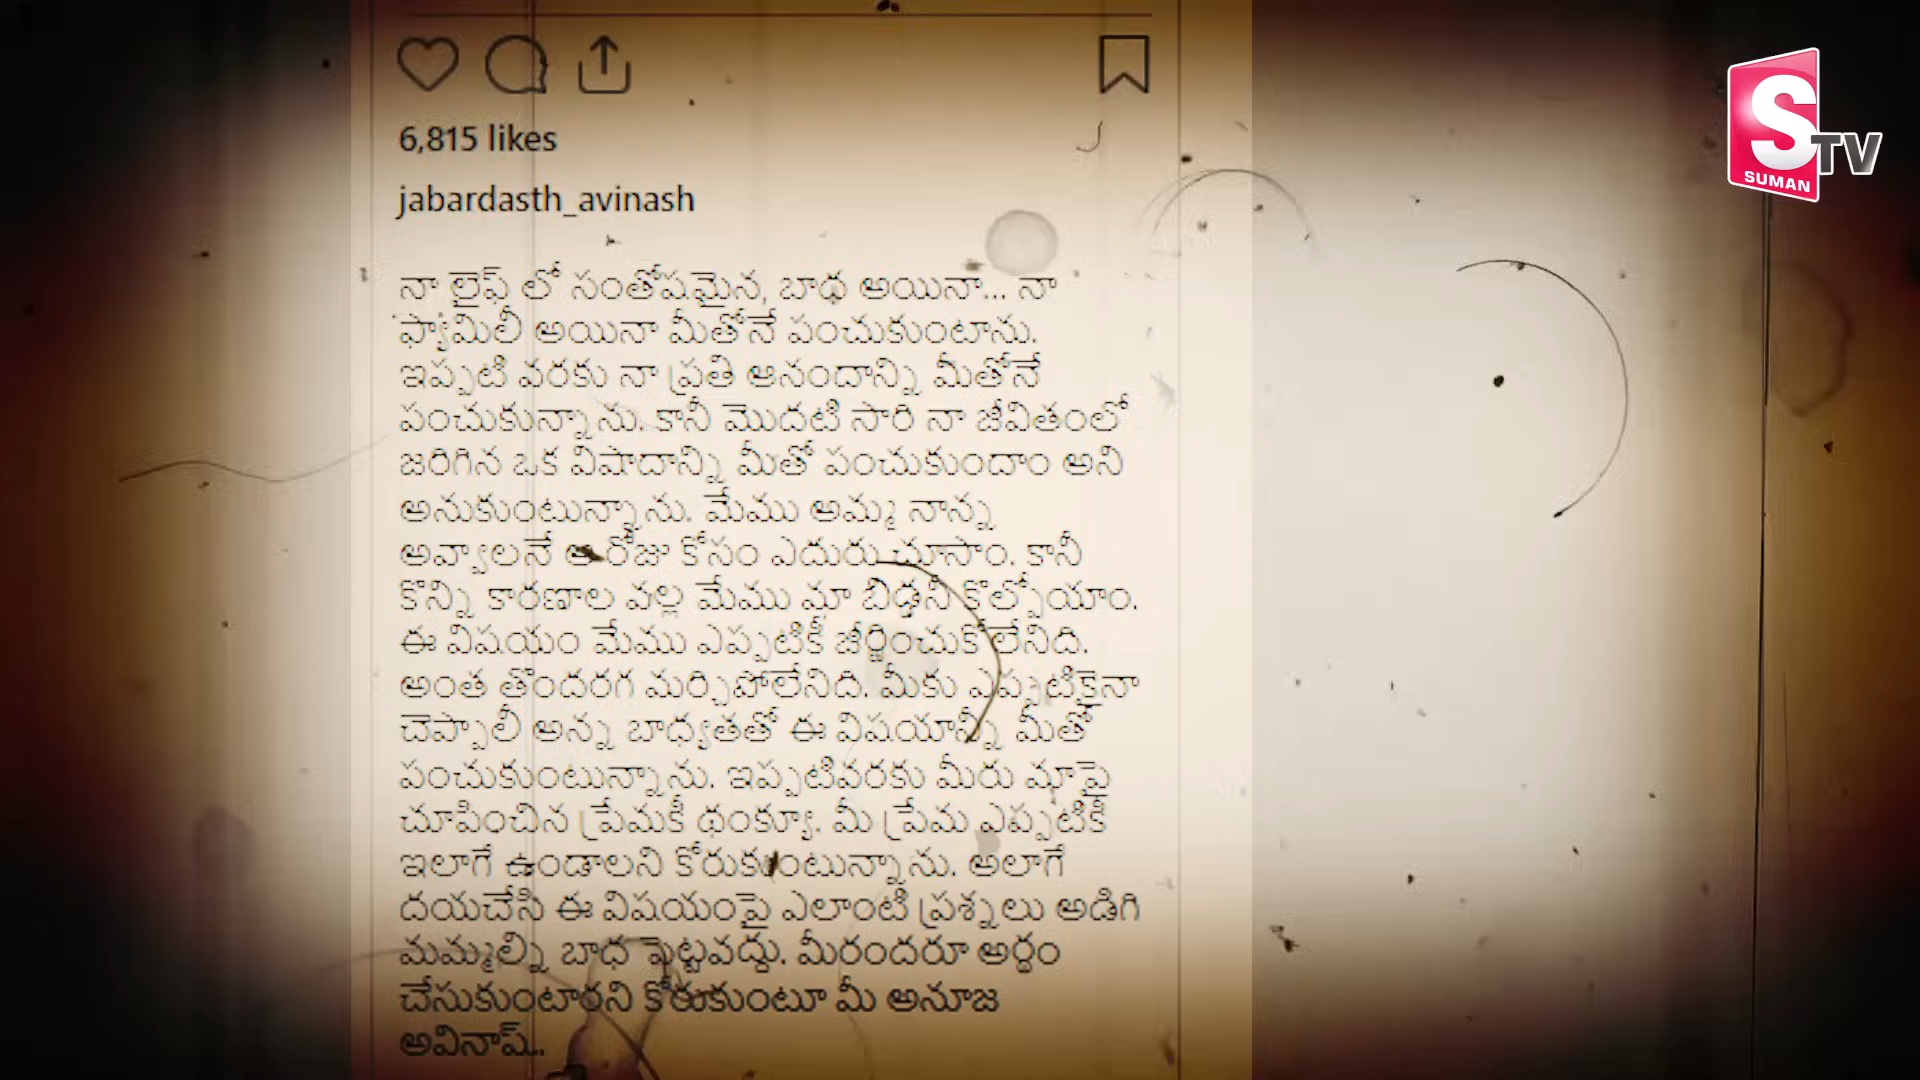 6,815 likes
jabardasth_avinash
నా లైఫ్ లో సంతోషమైన, బాధ అయినా... నా
ఫ్యామిలీ అయినా మీతోనే పంచుకుంటాను.
ఇప్పటి వరకు నా ప్రతి ఆనందాన్ని మీతోనే
పంచుకున్నాను. కానీ మొదటి సారి నా జీవితంలో
జరిగిన ఒక విషాదాన్ని మీతో పంచుకుందాం అని
అనుకుంటున్నాను. మేము అమ్మ నాన్న
అవ్వాలనే ఆ రోజు కోసం ఎదురు చూసాం. కానీ
కొన్ని కారణాల వల్ల మేము మా బిడ్డని కొల్పోయాం.
ఈ విషయం మేము ఎప్పటికీ జీర్ణించుకోలేనిది.
అంత తొందరగ మర్చిపోలేనిది. మీకు ఎప్పటికైనా
చెప్పాలీ అన్న బాధ్యతతో ఈ విషయాన్నీ మీతో
పంచుకుంటున్నాను. ఇప్పటివరకు మీరు మాపై
చూపించిన ప్రేమకీ థంక్యూ. మీ ప్రేమ ఎప్పటికీ
ఇలాగే ఉండాలని కోరుకుంటున్నాను. అలాగే
దయచేసి ఈ విషయంపై ఎలాంటి ప్రశ్నలు అడిగి
మమ్మల్ని బాధ పెట్టవద్దు. మీరందరూ అర్థం
చేసుకుంటారని కోరుకుంటూ మీ అనూజ
అవినాష్..
S TV
SUMAN